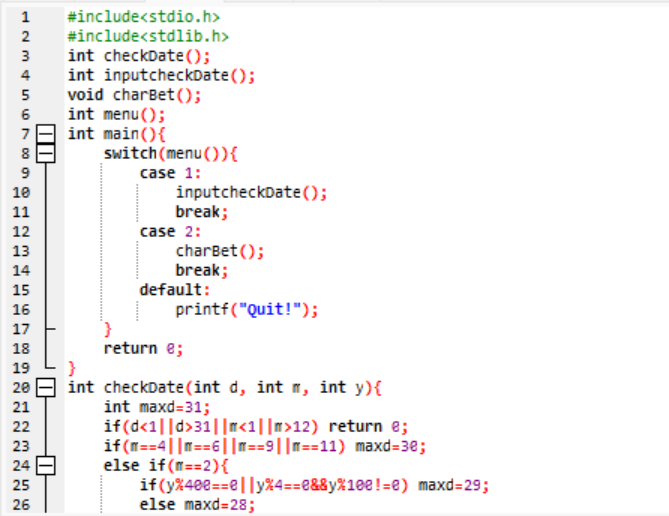 1 #include<stdio.h>
2 #include<stdlib.h>
3 int checkDate();
4 int inputcheckDate();
5 void charBet();
6 int menu();
7 int main(){
8 switch(menu()){
9 case 1:
10 inputcheckDate();
11 break;
12 case 2:
13 charBet();
14 break;
15 default:
16 printf("Quit!");
17 }
18 return 0;
19 }
20 int checkDate(int d, int m, int y){
21 int maxd=31;
22 if(d<1||d>31||m<1||m>12) return 0;
23 if(m==4||m==6||m==9||m==11) maxd=30;
24 else if(m==2){
25 if(y%400==0||y%4==0&&y%100!=0) maxd=29;
26 else maxd=28;